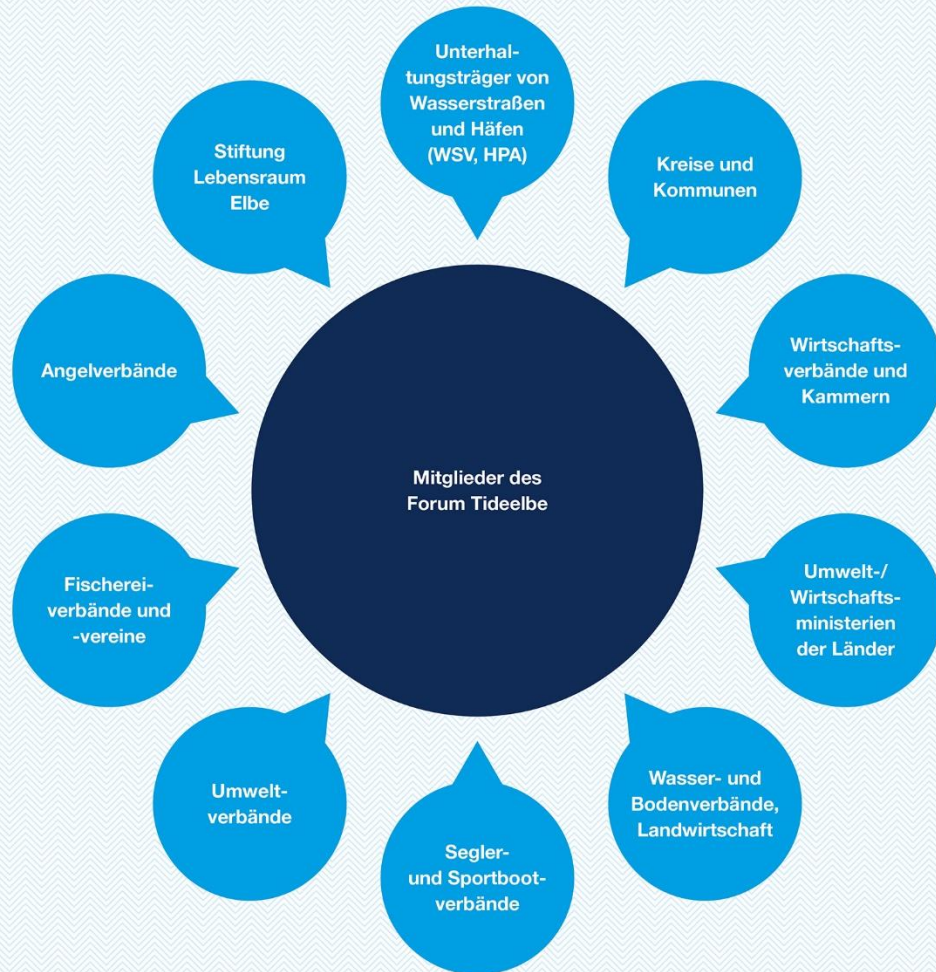 Unterhal-
tungsträger von
Wasserstraßen
und Häfen
(WSV, HPA)
Kreise und
Kommunen
Wirtschafts-
verbände und
Kammern
Umwelt-/
Wirtschafts-
ministerien
der Länder
Wasser- und
Bodenverbände,
Landwirtschaft
Segler-
und Sportboot-
verbände
Umwelt-
verbände
Fischerei-
verbände und
-vereine
Angelverbände
Stiftung
Lebensraum
Elbe
Mitglieder des
Forum Tideelbe